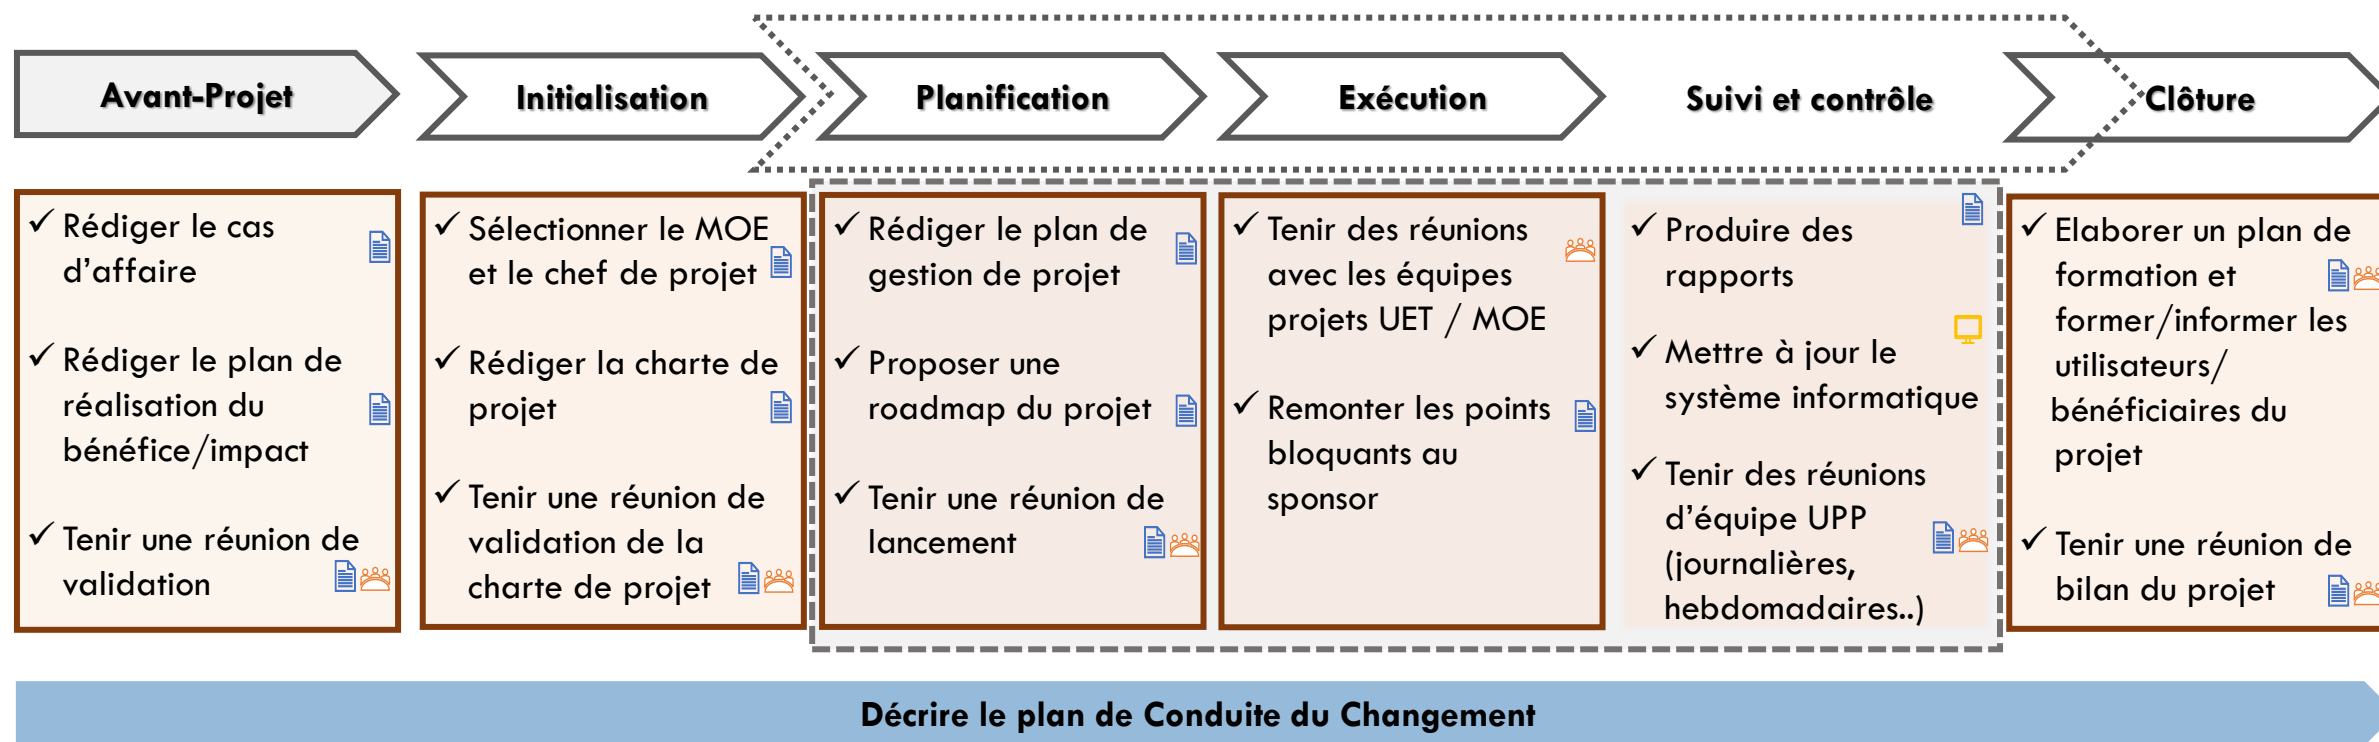 Avant-Projet
Initialisation
Planification
Exécution
Suivi et contrôle
Clôture
✓ Rédiger le cas
d’affaire
✓ Rédiger le plan de
réalisation du
bénéfice/impact
✓ Tenir une réunion de
validation
✓ Sélectionner le MOE
et le chef de projet
✓ Rédiger la charte de
projet
✓ Tenir une réunion de
validation de la
charte de projet
✓ Rédiger le plan de
gestion de projet
✓ Proposer une
roadmap du projet
✓ Tenir une réunion de
lancement
✓ Tenir des réunions
avec les équipes
projets UET / MOE
✓ Remonter les points
bloquants au
sponsor
✓ Produire des
rapports
✓ Mettre à jour le
système informatique
✓ Tenir des réunions
d’équipe UPP
(journalières,
hebdomadaires..)
✓ Elaborer un plan de
formation et
former/informer les
utilisateurs/
bénéficiaires du
projet
✓ Tenir une réunion de
bilan du projet
Décrire le plan de Conduite du Changement